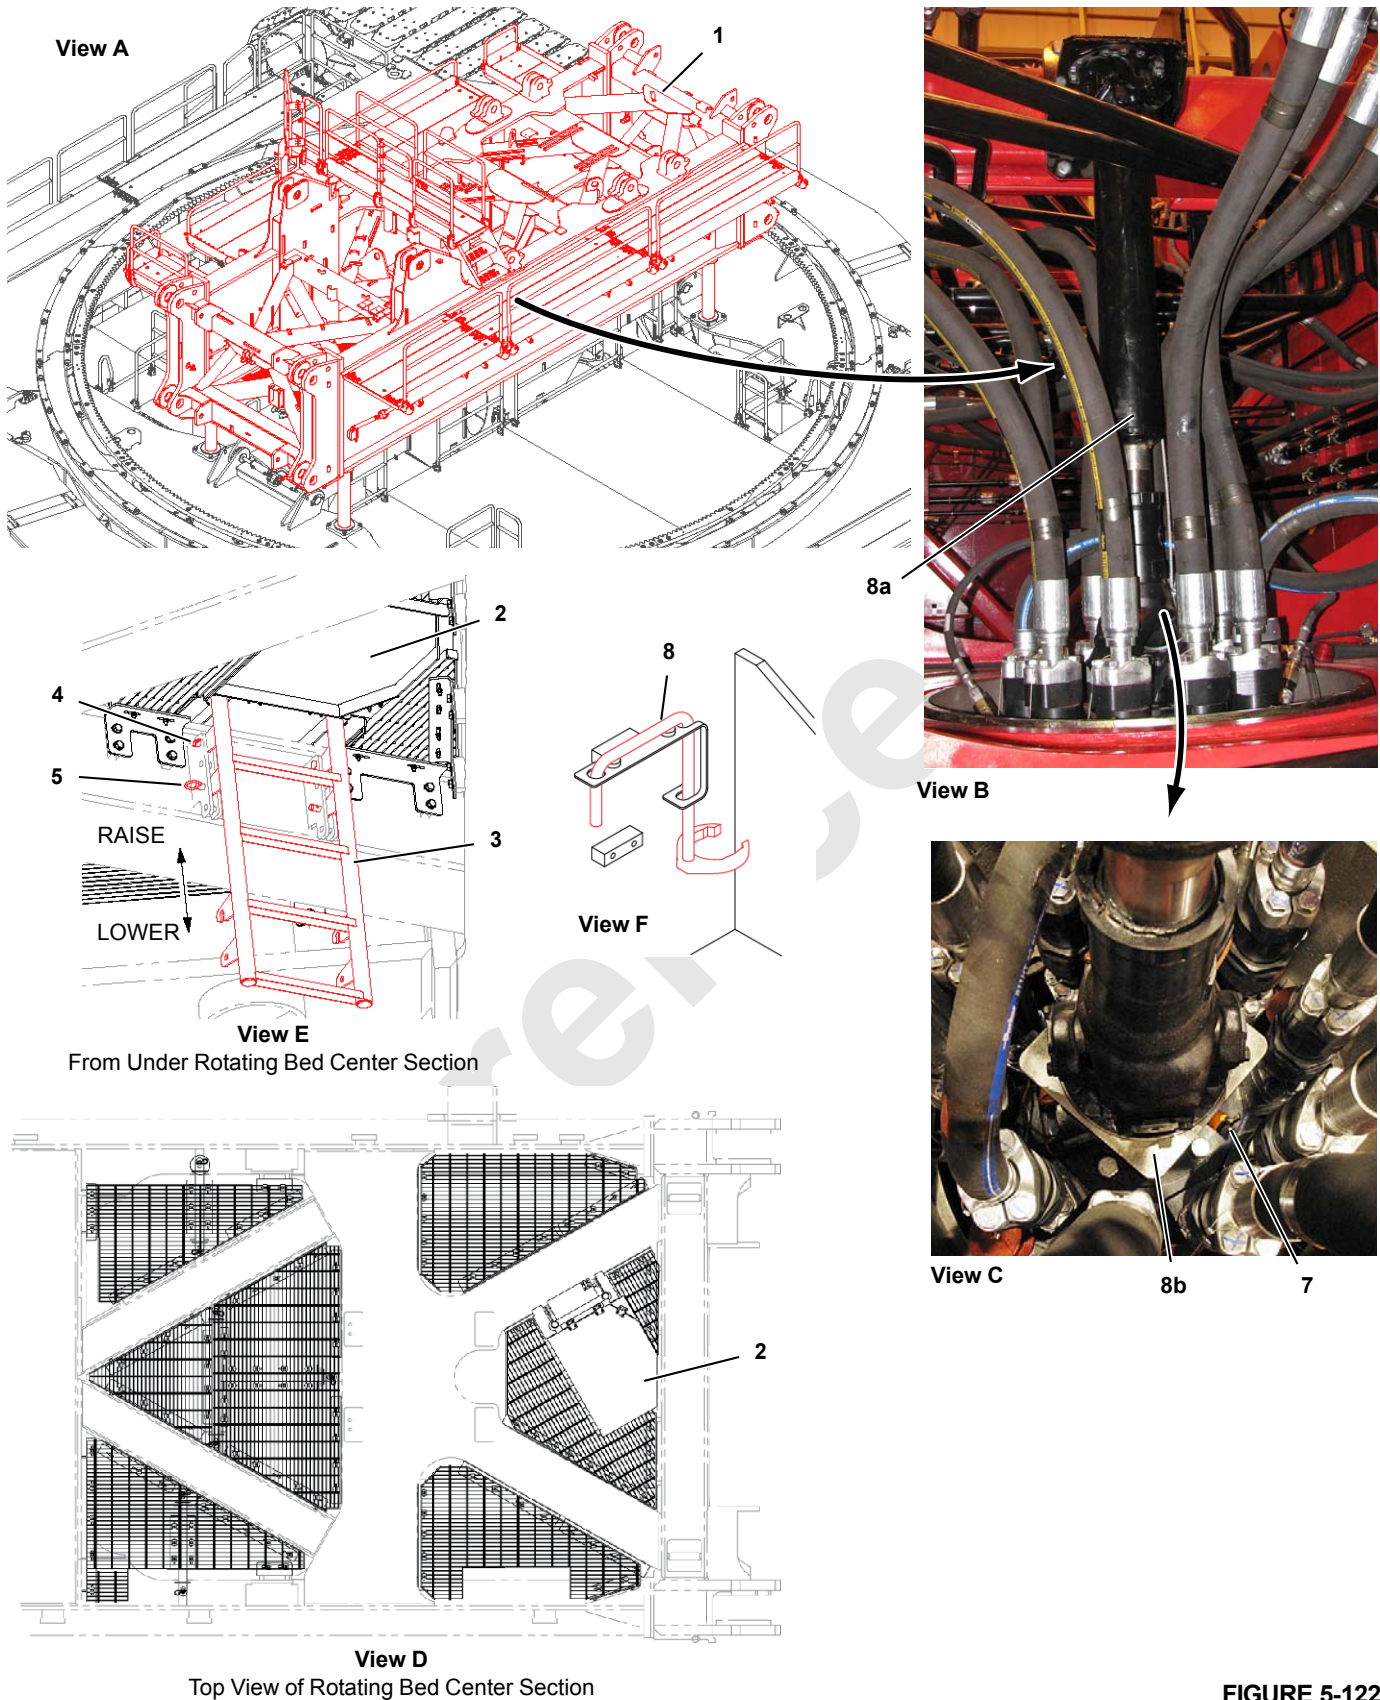 View A
1
8a
View B
2
4
5
RAISE
LOWER
3
8
View F
View E
From Under Rotating Bed Center Section
View C
8b
7
2
View D
Top View of Rotating Bed Center Section
FIGURE 5-122